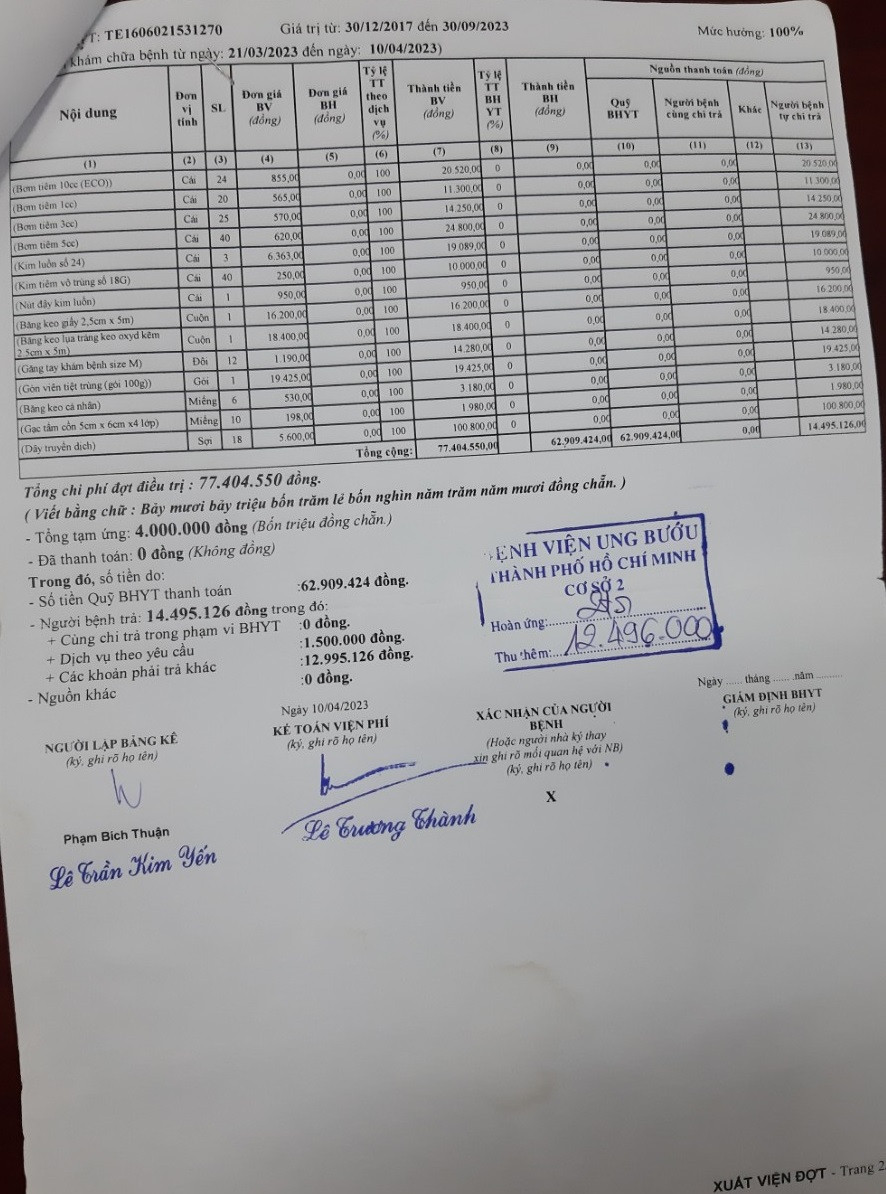 T: TE1606021531270 Giá trị từ: 30/12/2017 đến 30/09/2023 Mức hưởng: 100%
khám chữa bệnh từ ngày: 21/03/2023 đến ngày: 10/04/2023)
Nội dung Đơn vị tính SL Đơn giá BV (đồng) Đơn giá BH (đồng) Tỷ lệ TT theo dịch vụ (%) Thành tiền BV (đồng) Tỷ lệ TT BH YT (%) Thành tiền BH (đồng) Nguồn thanh toán (đồng)
Quỹ BHYT Người bệnh cùng chi trả Khác Người bệnh tự chi trả
(1) (2) (3) (4) (5) (6) (7) (8) (9) (10) (11) (12) (13)
(Bơm tiêm 10cc (ECO)) Cái 24 855,00 0,00 100 20.520,00 0 0,00 0,00 0,00 20.520,00
(Bơm tiêm 1cc) Cái 20 565,00 0,00 100 11.300,00 0 0,00 0,00 0,00 11.300,00
(Bơm tiêm 3cc) Cái 25 570,00 0,00 100 14.250,00 0 0,00 0,00 0,00 14.250,00
(Bơm tiêm 5cc) Cái 40 620,00 0,00 100 24.800,00 0 0,00 0,00 0,00 24.800,00
(Kim luồn số 24) Cái 3 6.363,00 0,00 100 19.089,00 0 0,00 0,00 0,00 19.089,00
(Kim tiêm vô trùng số 18G) Cái 40 250,00 0,00 100 10.000,00 0 0,00 0,00 0,00 10.000,00
(Nút đậy kim luồn) Cái 1 950,00 0,00 100 950,00 0 0,00 0,00 0,00 950,00
(Băng keo giấy 2,5cm x 5m) Cuộn 1 16.200,00 0,00 100 16.200,00 0 0,00 0,00 0,00 16.200,00
(Băng keo lụa trắng keo oxyd kẽm
2.5cm x 5m) Cuộn 1 18.400,00 0,00 100 18.400,00 0 0,00 0,00 0,00 18.400,00
(Găng tay khám bệnh size M) Đôi 12 1.190,00 0,00 100 14.280,00 0 0,00 0,00 0,00 14.280,00
(Gòn viên tiệt trùng (gói 100g)) Gói 1 19.425,00 0,00 100 19.425,00 0 0,00 0,00 0,00 19.425,00
(Băng keo cá nhân) Miếng 6 530,00 0,00 100 3.180,00 0 0,00 0,00 0,00 3.180,00
(Gạc tẩm cồn 5cm x 6cm x4 lớp) Miếng 10 198,00 0,00 100 1.980,00 0 0,00 0,00 0,00 1.980,00
(Dây truyền dịch) Sợi 18 5.600,00 0,00 100 100.800,00 0 0,00 0,00 0,00 100.800,00
Tổng cộng: 77.404.550,00 62.909.424,00 62.909.424,00 0,00 14.495.126,00
Tổng chi phí đợt điều trị : 77.404.550 đồng.
( Viết bằng chữ : Bảy mươi bảy triệu bốn trăm lẻ bốn nghìn năm trăm năm mươi đồng chẵn. )
- Tổng tạm ứng: 4.000.000 đồng (Bốn triệu đồng chẵn.)
- Đã thanh toán: 0 đồng (Không đồng)
Trong đó, số tiền do:
- Số tiền Quỹ BHYT thanh toán :62.909.424 đồng.
- Người bệnh trả: 14.495.126 đồng trong đó:
+ Cùng chi trả trong phạm vi BHYT :0 đồng.
+ Dịch vụ theo yêu cầu :1.500.000 đồng.
+ Các khoản phải trả khác :12.995.126 đồng.
- Nguồn khác :0 đồng.
ỆNH VIỆN UNG BƯỚU
THÀNH PHỐ HỒ CHÍ MINH
CƠ SỞ 2
Hoàn ứng:
Thu thêm: 12.496.000
Ngày ...... tháng ...... năm ..........
Ngày 10/04/2023
NGƯỜI LẬP BẢNG KÊ
(ký, ghi rõ họ tên)
KẾ TOÁN VIỆN PHÍ
(ký, ghi rõ họ tên)
XÁC NHẬN CỦA NGƯỜI
BỆNH
(Hoặc người nhà ký thay
xin ghi rõ mối quan hệ với NB)
(ký, ghi rõ họ tên)
GIÁM ĐỊNH BHYT
(ký, ghi rõ họ tên)
X
Phạm Bích Thuận
Lê Trần Kim Yến
Lê Trương Thành
XUẤT VIỆN ĐỢT - Trang 2